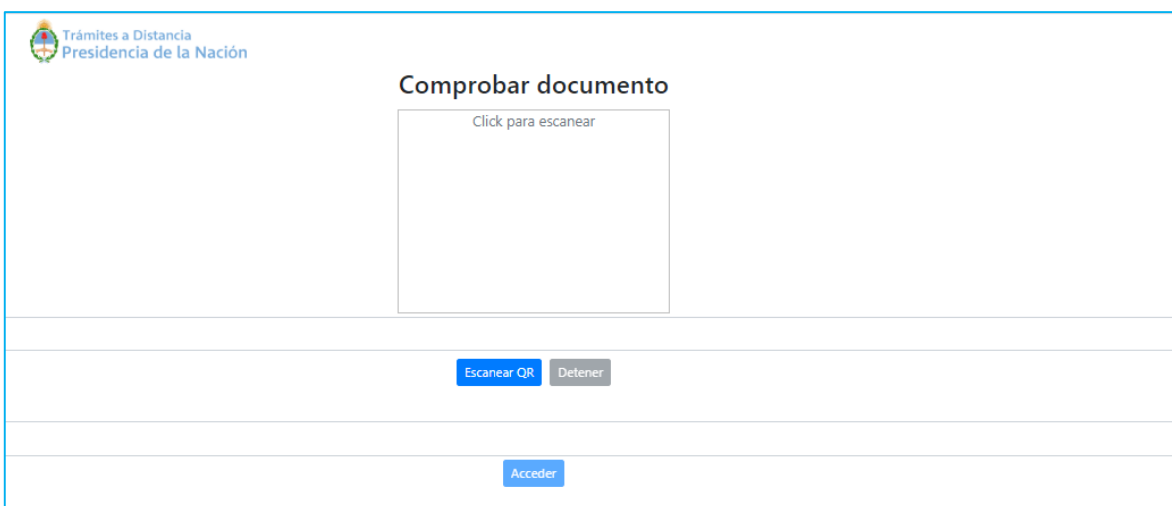 Trámites a Distancia
Presidencia de la Nación
Comprobar documento
Click para escanear
Escanear QR Detener
Acceder